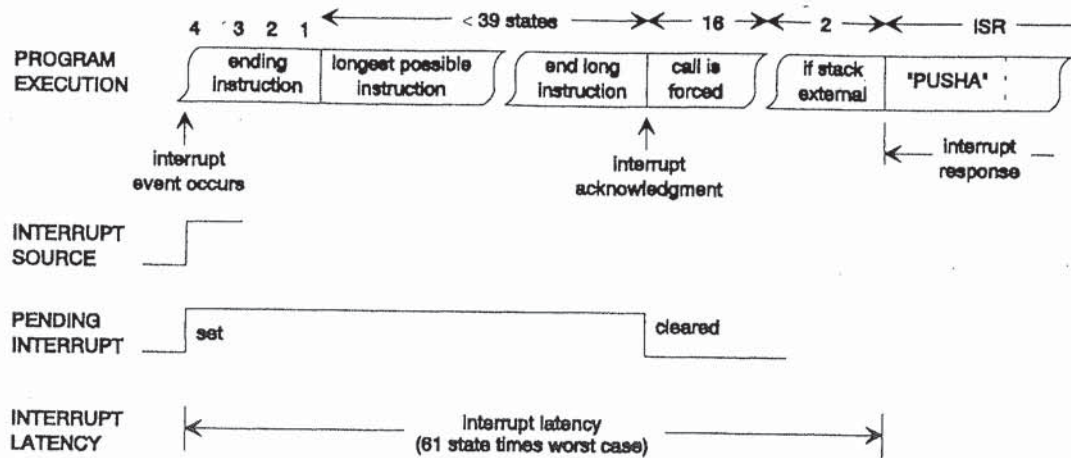 < 39 states 16 2 ISR
4 3 2 1
PROGRAM
EXECUTION
ending
instruction
longest possible
instruction
end long
instruction
call is
forced
if stack
external
"PUSHA"
interrupt
event occurs
interrupt
acknowledgment
interrupt
response
INTERRUPT
SOURCE
PENDING
INTERRUPT
set
cleared
INTERRUPT
LATENCY
interrupt latency
(61 state times worst case)